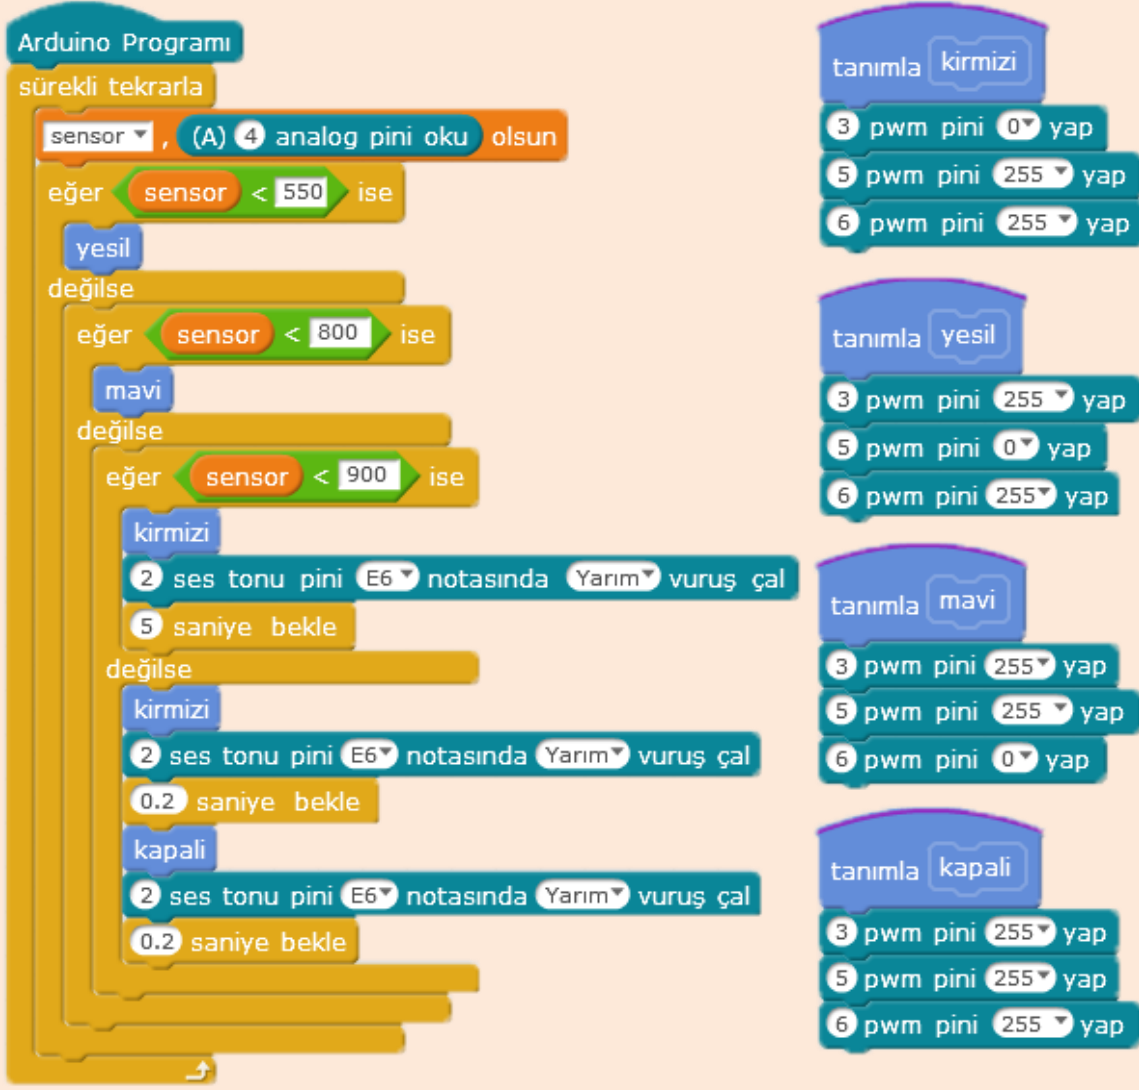 Arduino Programı
sürekli tekrarla
sensor , (A) 4 analog pini oku olsun
eğer sensor < 550 ise
yesil
değilse
eğer sensor < 800 ise
mavi
değilse
eğer sensor < 900 ise
kirmizi
2 ses tonu pini E6 notasında Yarım vuruş çal
5 saniye bekle
değilse
kirmizi
2 ses tonu pini E6 notasında Yarım vuruş çal
0.2 saniye bekle
kapali
2 ses tonu pini E6 notasında Yarım vuruş çal
0.2 saniye bekle
tanımla kirmizi
3 pwm pini 0 yap
5 pwm pini 255 yap
6 pwm pini 255 yap
tanımla yesil
3 pwm pini 255 yap
5 pwm pini 0 yap
6 pwm pini 255 yap
tanımla mavi
3 pwm pini 255 yap
5 pwm pini 255 yap
6 pwm pini 0 yap
tanımla kapali
3 pwm pini 255 yap
5 pwm pini 255 yap
6 pwm pini 255 yap